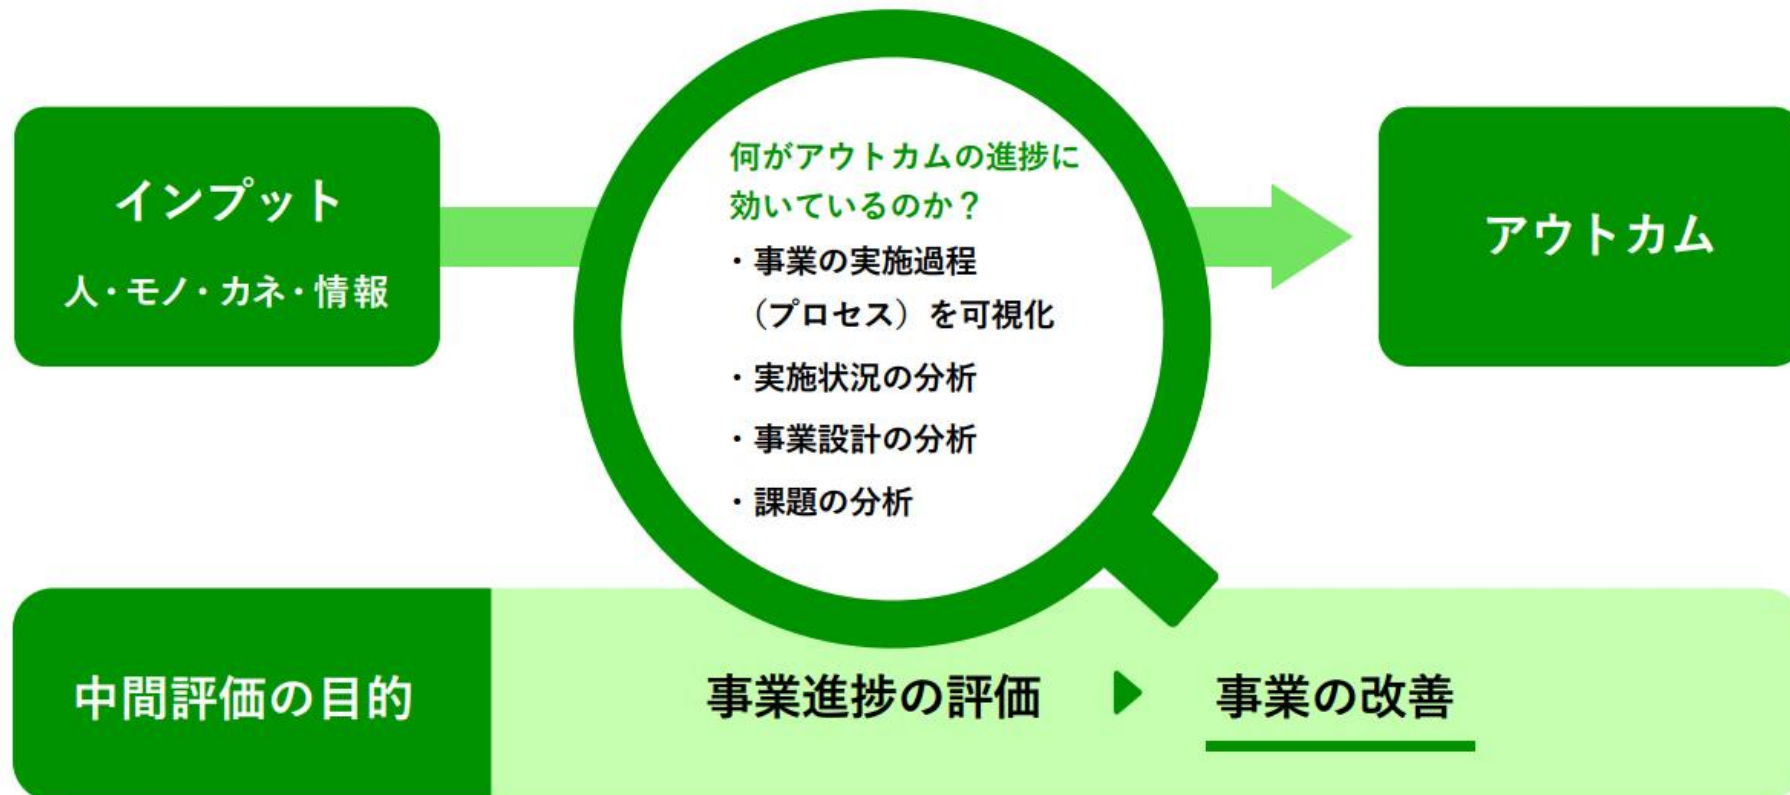 インプット
人・モノ・カネ・情報
何がアウトカムの進捗に
効いているのか？
・事業の実施過程
（プロセス）を可視化
・実施状況の分析
・事業設計の分析
・課題の分析
アウトカム
中間評価の目的
事業進捗の評価
事業の改善